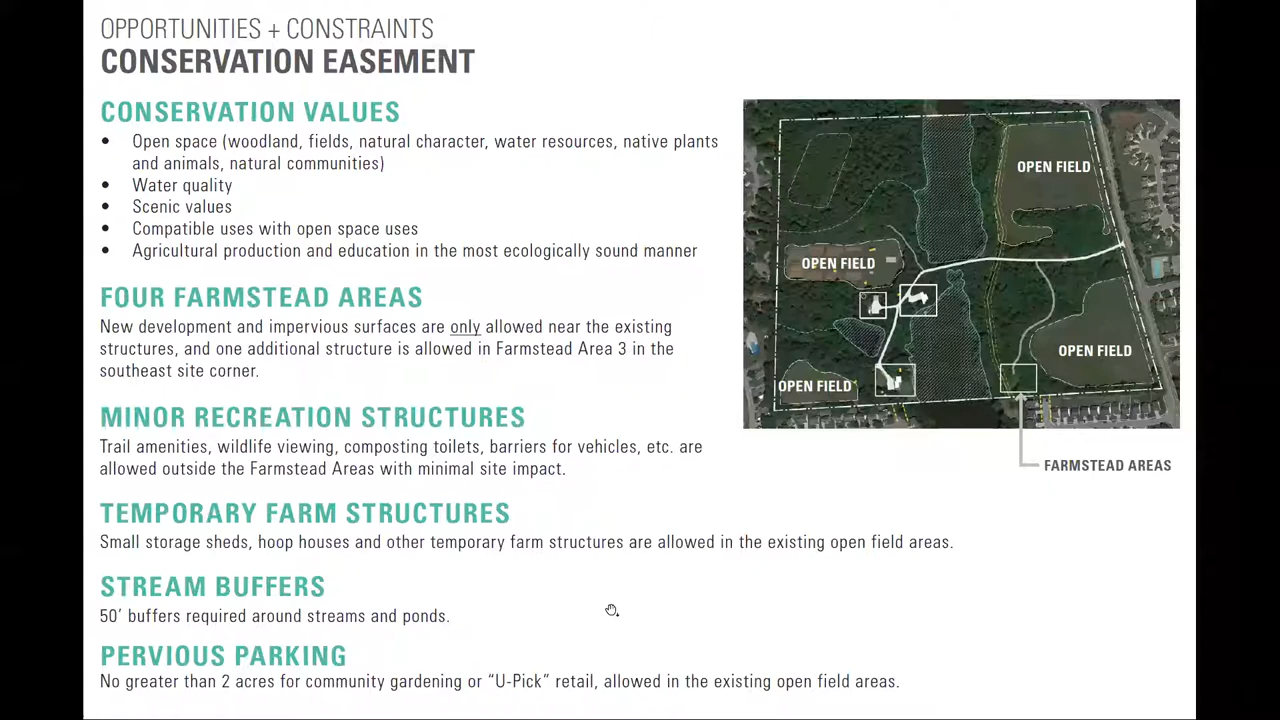 OPPORTUNITIES + CONSTRAINTS
CONSERVATION EASEMENT
CONSERVATION VALUES
• Open space (woodland, fields, natural character, water resources, native plants
and animals, natural communities)
• Water quality
• Scenic values
• Compatible uses with open space uses
• Agricultural production and education in the most ecologically sound manner
FOUR FARMSTEAD AREAS
New development and impervious surfaces are only allowed near the existing
structures, and one additional structure is allowed in Farmstead Area 3 in the
southeast site corner.
MINOR RECREATION STRUCTURES
Trail amenities, wildlife viewing, composting toilets, barriers for vehicles, etc. are
allowed outside the Farmstead Areas with minimal site impact.
TEMPORARY FARM STRUCTURES
Small storage sheds, hoop houses and other temporary farm structures are allowed in the existing open field areas.
STREAM BUFFERS
50’ buffers required around streams and ponds.
PERVIOUS PARKING
No greater than 2 acres for community gardening or “U-Pick” retail, allowed in the existing open field areas.
OPEN FIELD
OPEN FIELD
OPEN FIELD
OPEN FIELD
FARMSTEAD AREAS